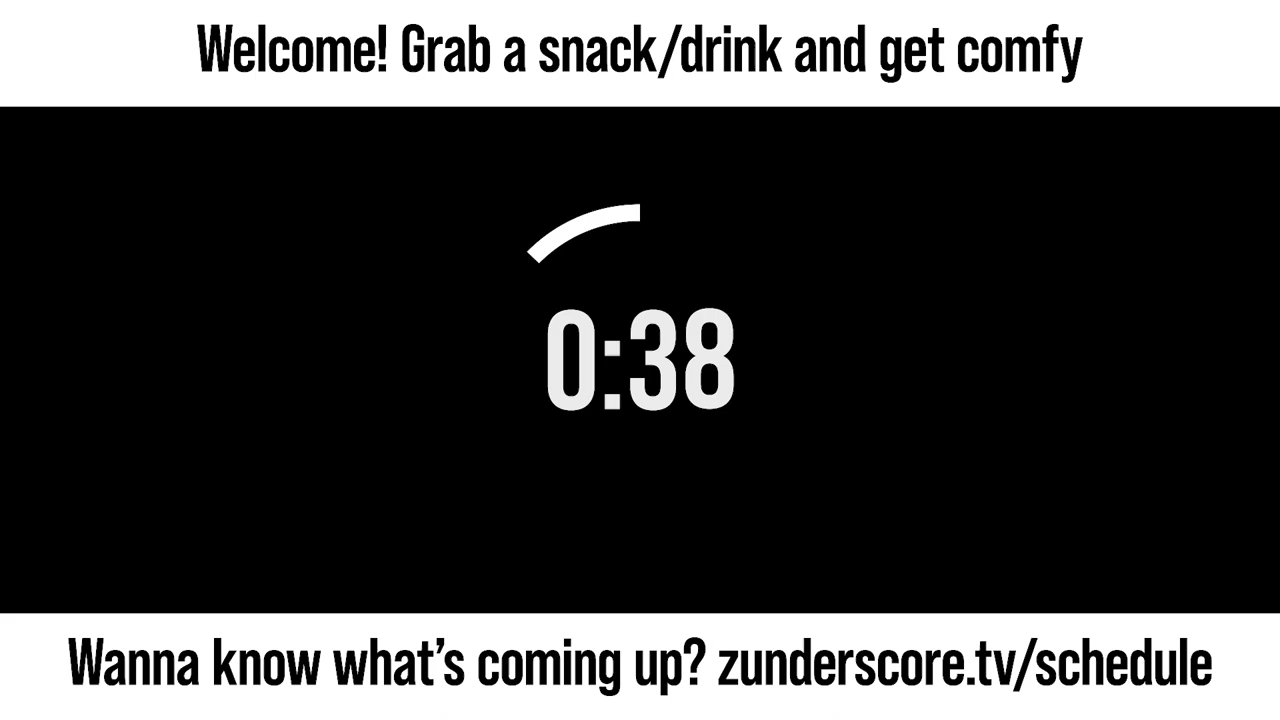 Welcome! Grab a snack/drink and get comfy
0:38
Wanna know what's coming up? zunderscore.tv/schedule